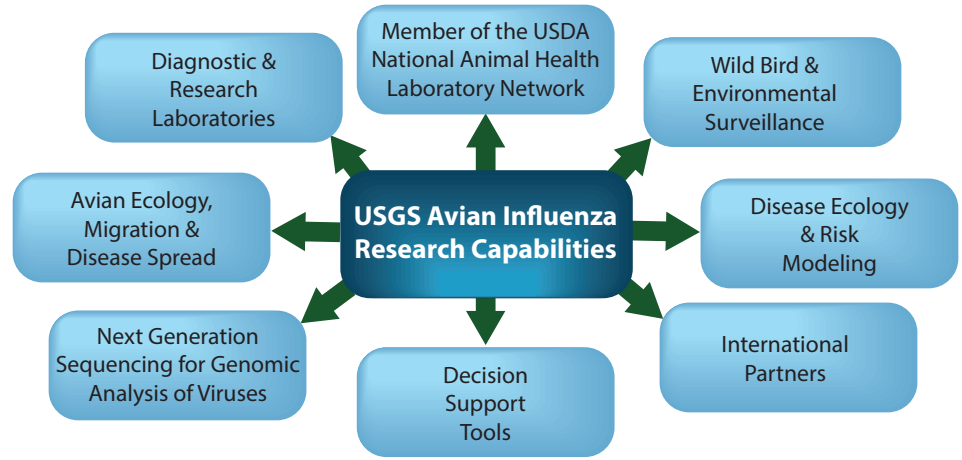 Member of the USDA
National Animal Health
Laboratory Network
Diagnostic &
Research
Laboratories
Wild Bird &
Environmental
Surveillance
Avian Ecology,
Migration &
Disease Spread
USGS Avian Influenza
Research Capabilities
Disease Ecology
& Risk
Modeling
Next Generation
Sequencing for Genomic
Analysis of Viruses
Decision
Support
Tools
International
Partners